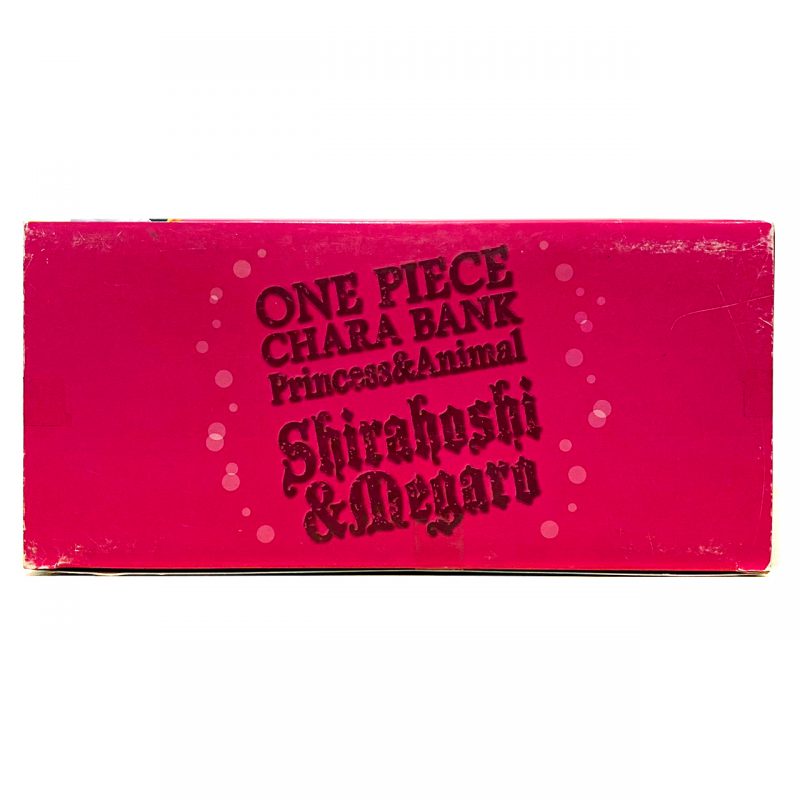 ONE PIECE
CHARA BANK
Princess&Animal
Shirahoshi
&Megaro